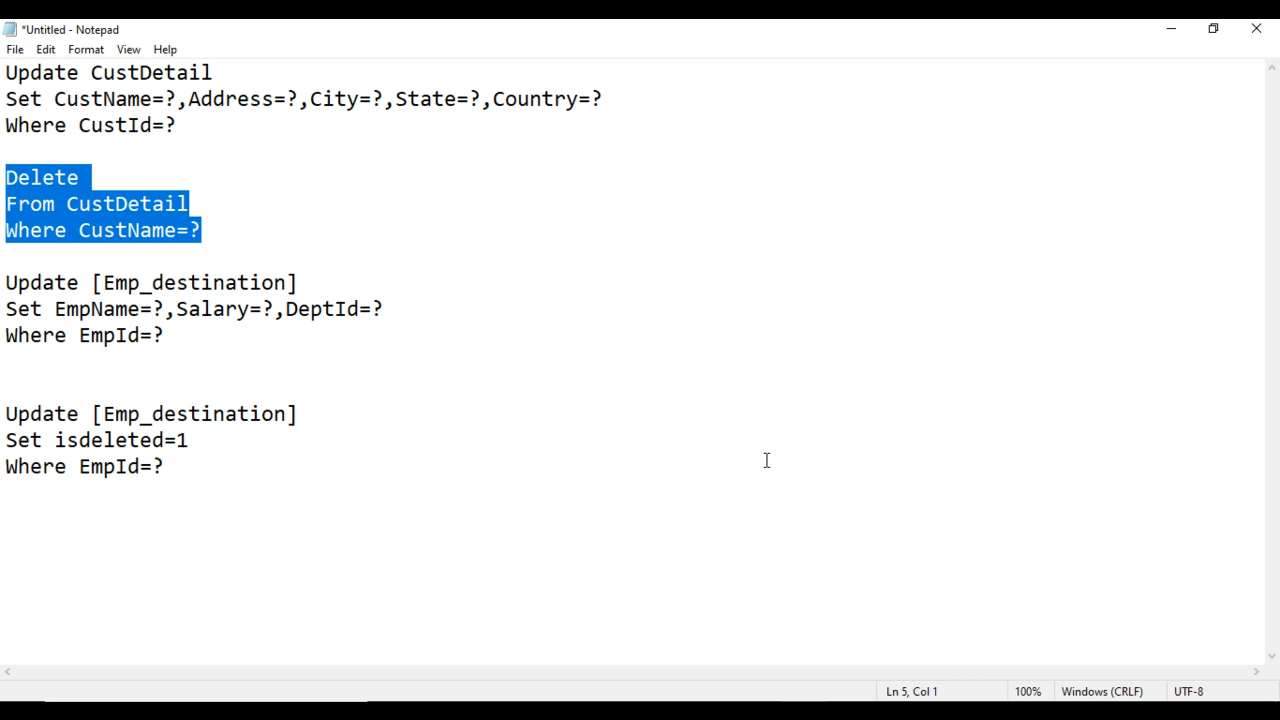 *Untitled - Notepad
File Edit Format View Help
Update CustDetail
Set CustName=?,Address=?,City=?,State=?,Country=?
Where CustId=?
Delete
From CustDetail
Where CustName=?
Update [Emp_destination]
Set EmpName=?,Salary=?,DeptId=?
Where EmpId=?
Update [Emp_destination]
Set isdeleted=1
Where EmpId=?
Ln 5, Col 1 100% Windows (CRLF) UTF-8